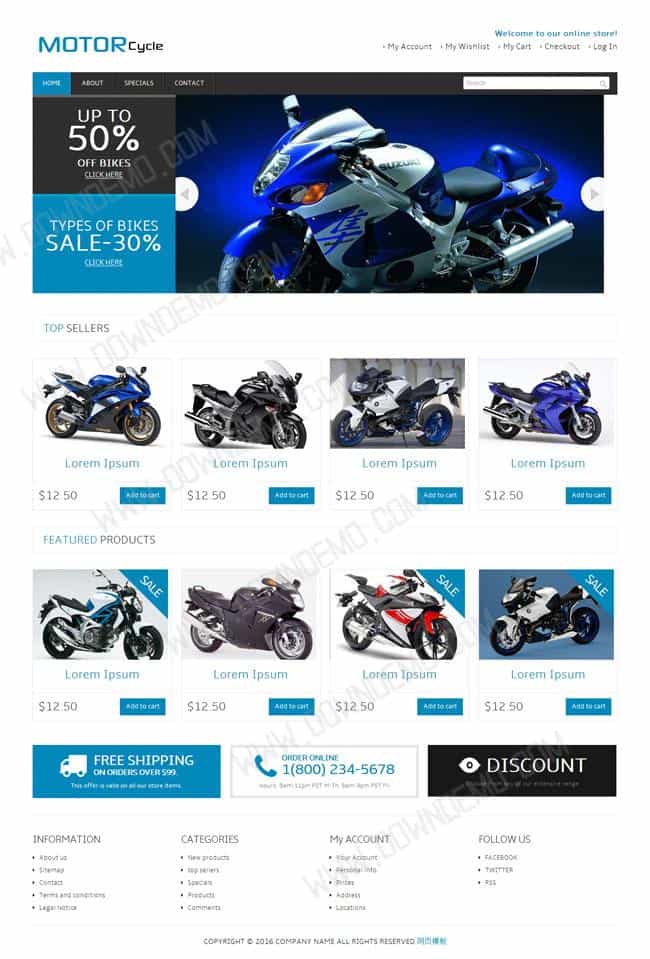 MOTORCycle
Welcome to our online store!
My Account My Wishlist My Cart Checkout Log In
HOME ABOUT SPECIALS CONTACT
Search
UP TO
50%
OFF BIKES
CLICK HERE
TYPES OF BIKES
SALE-30%
CLICK HERE
SUZUKI
TOP SELLERS
Lorem Ipsum Lorem Ipsum Lorem Ipsum Lorem Ipsum
$12.50 Add to cart $12.50 Add to cart $12.50 Add to cart $12.50 Add to cart
FEATURED PRODUCTS
SALE SALE SALE
Lorem Ipsum Lorem Ipsum Lorem Ipsum Lorem Ipsum
$12.50 Add to cart $12.50 Add to cart $12.50 Add to cart $12.50 Add to cart
FREE SHIPPING
ON ORDERS OVER $99.
This offer is valid on all our store items.
ORDER ONLINE
1(800) 234-5678
Hours: 8am-11pm PST M-Th; 8am-9pm PST Fri
DISCOUNT
Choose from any of our extensive range
INFORMATION
About us
Sitemap
Contact
Terms and conditions
Legal Notice
CATEGORIES
New products
top sellers
Specials
Products
Comments
My ACCOUNT
Your Account
Personal info
Prices
Address
Locations
FOLLOW US
FACEBOOK
TWITTER
RSS
COPYRIGHT © 2016.COMPANY NAME ALL RIGHTS RESERVED.网页模板
WWW.DOWNDEMO.COM